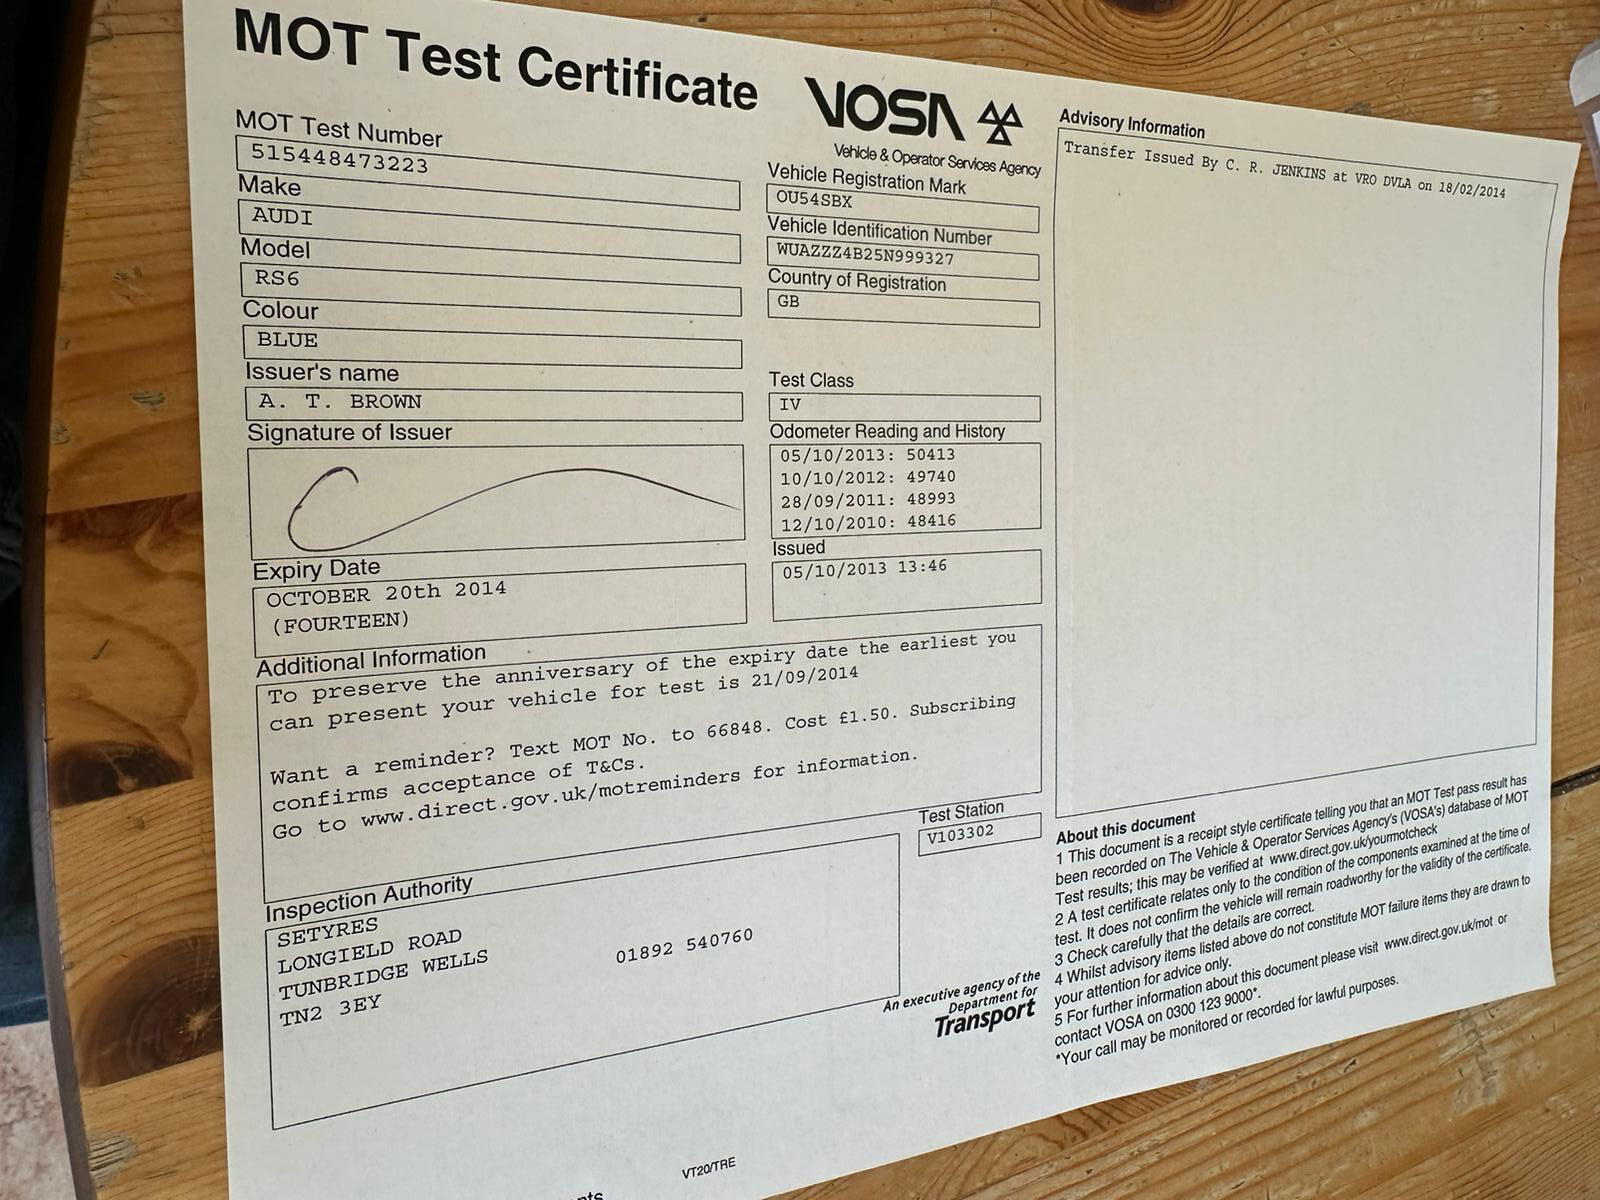 MOT Test Certificate
VOSA
Vehicle & Operator Services Agency
MOT Test Number
515448473223
Make
AUDI
Model
RS6
Colour
BLUE
Issuer's name
A. T. BROWN
Signature of Issuer
Expiry Date
OCTOBER 20th 2014
(FOURTEEN)
Vehicle Registration Mark
OU54SBX
Vehicle Identification Number
WUAZZZ4B25N999327
Country of Registration
GB
Test Class
IV
Odometer Reading and History
05/10/2013: 50413
10/10/2012: 49740
28/09/2011: 48993
12/10/2010: 48416
Issued
05/10/2013 13:46
Additional Information
To preserve the anniversary of the expiry date the earliest you
can present your vehicle for test is 21/09/2014
Want a reminder? Text MOT No. to 66848. Cost £1.50. Subscribing
confirms acceptance of T&Cs.
Go to www.direct.gov.uk/motreminders for information.
Test Station
V103302
Inspection Authority
SETYRES
LONGIELD ROAD
TUNBRIDGE WELLS 01892 540760
TN2 3EY
An executive agency of the
Department for
Transport
VT20/TRE
Advisory Information
Transfer Issued By C. R. JENKINS at VRO DVLA on 18/02/2014
About this document
1 This document is a receipt style certificate telling you that an MOT Test pass result has
been recorded on The Vehicle & Operator Services Agency's (VOSA's) database of MOT
Test results; this may be verified at www.direct.gov.uk/yourmotcheck
2 A test certificate relates only to the condition of the components examined at the time of
test. It does not confirm the vehicle will remain roadworthy for the validity of the certificate.
3 Check carefully that the details are correct.
4 Whilst advisory items listed above do not constitute MOT failure items they are drawn to
your attention for advice only.
5 For further information about this document please visit www.direct.gov.uk/mot or
contact VOSA on 0300 123 9000*.
*Your call may be monitored or recorded for lawful purposes.